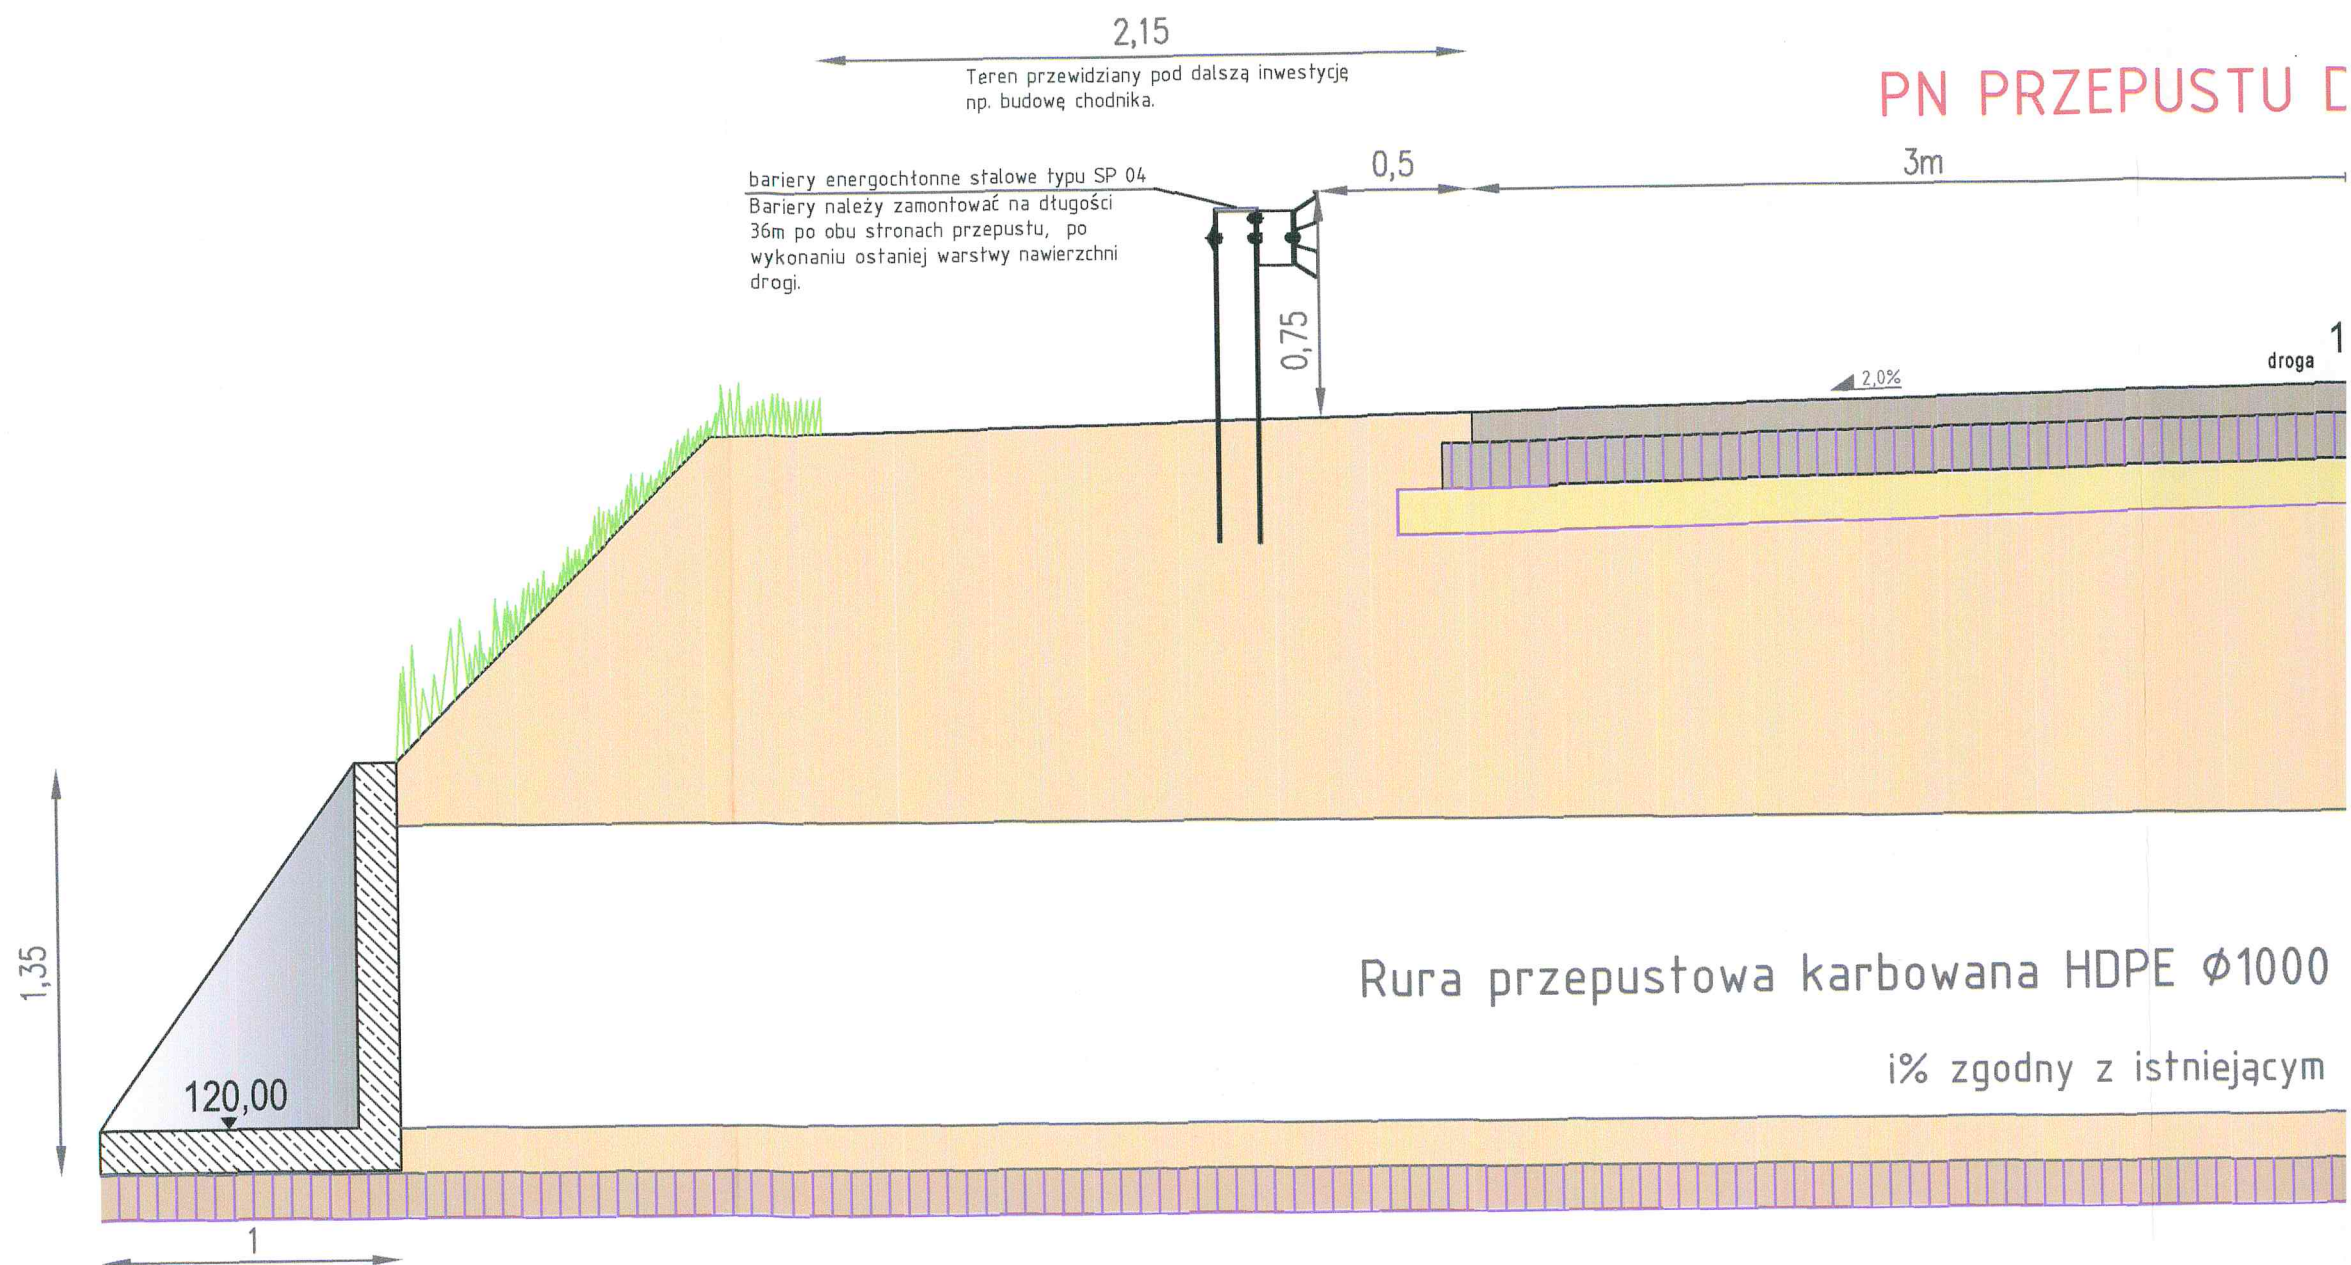 2,15
Teren przewidziany pod dalszą inwestycję
np. budowę chodnika.
PN PRZEPUSTU
0,5
3m
bariery energochłonne stalowe typu SP 04
Bariery należy zamontować na długości
36m po obu stronach przepustu, po
wykonaniu ostaniej warstwy nawierzchni
drogi.
0,75
1
droga
2,0%
1,35
Rura przepustowa karbowana HDPE ϕ1000
i% zgodny z istniejącym
120,00
1